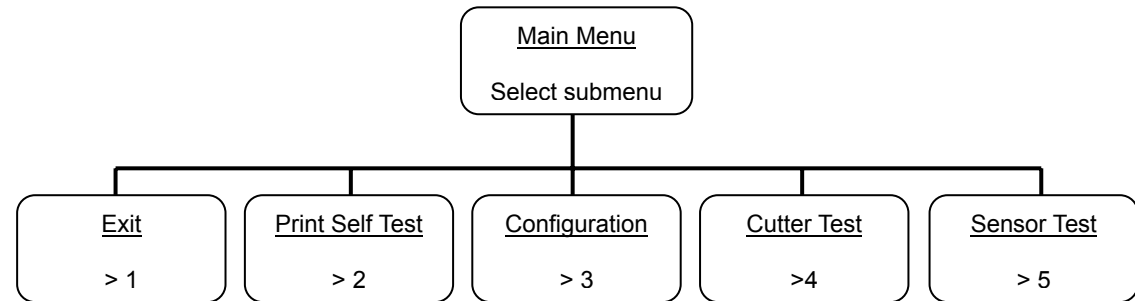 Main Menu
Select submenu
Exit
> 1
Print Self Test
> 2
Configuration
> 3
Cutter Test
>4
Sensor Test
> 5